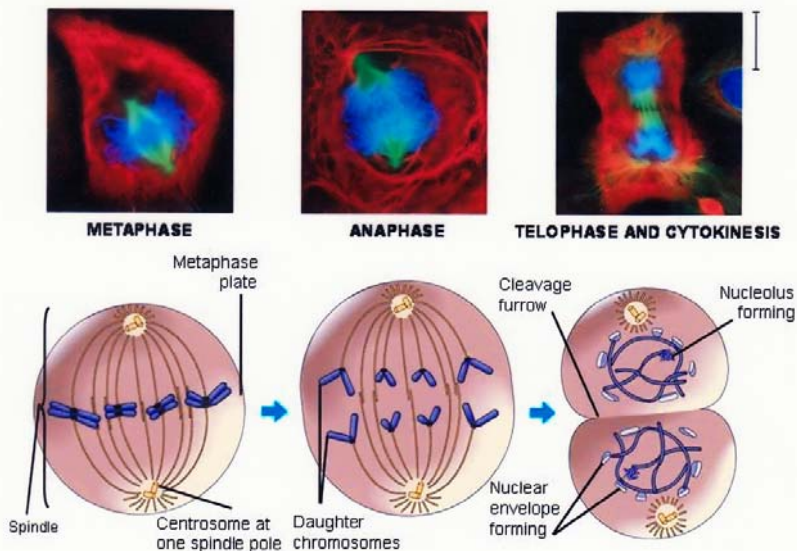 METAPHASE
ANAPHASE
TELOPHASE AND CYTOKINESIS
Metaphase
plate
Cleavage
furrow
Nucleolus
forming
Spindle
Centrosome at
one spindle pole
Daughter
chromosomes
Nuclear
envelope
forming